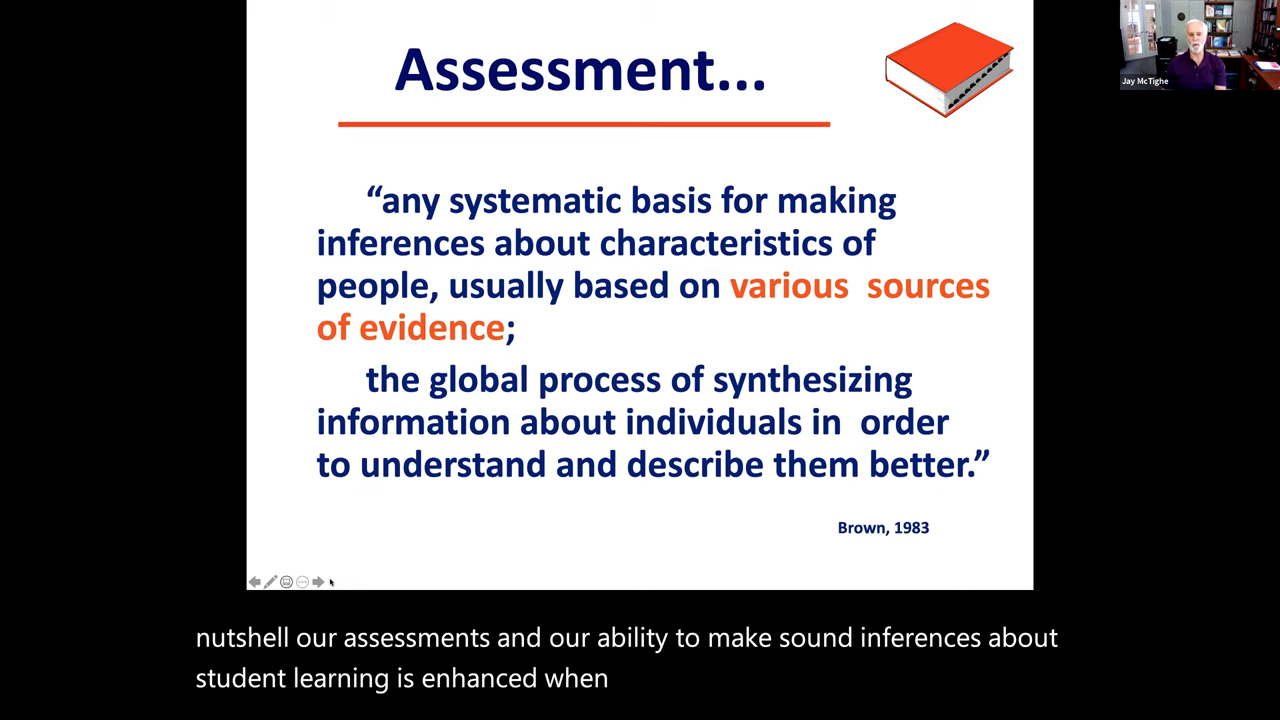 Assessment...
Jay McTighe
“any systematic basis for making
inferences about characteristics of
people, usually based on various sources
of evidence;
the global process of synthesizing
information about individuals in order
to understand and describe them better.”
Brown, 1983
nutshell our assessments and our ability to make sound inferences about
student learning is enhanced when